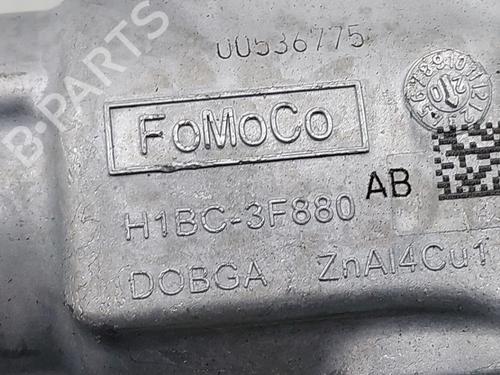 00536775
FoMoCo
H1BC-3F880 AB
DOBGA ZnAl4Cu1
B-PARTS